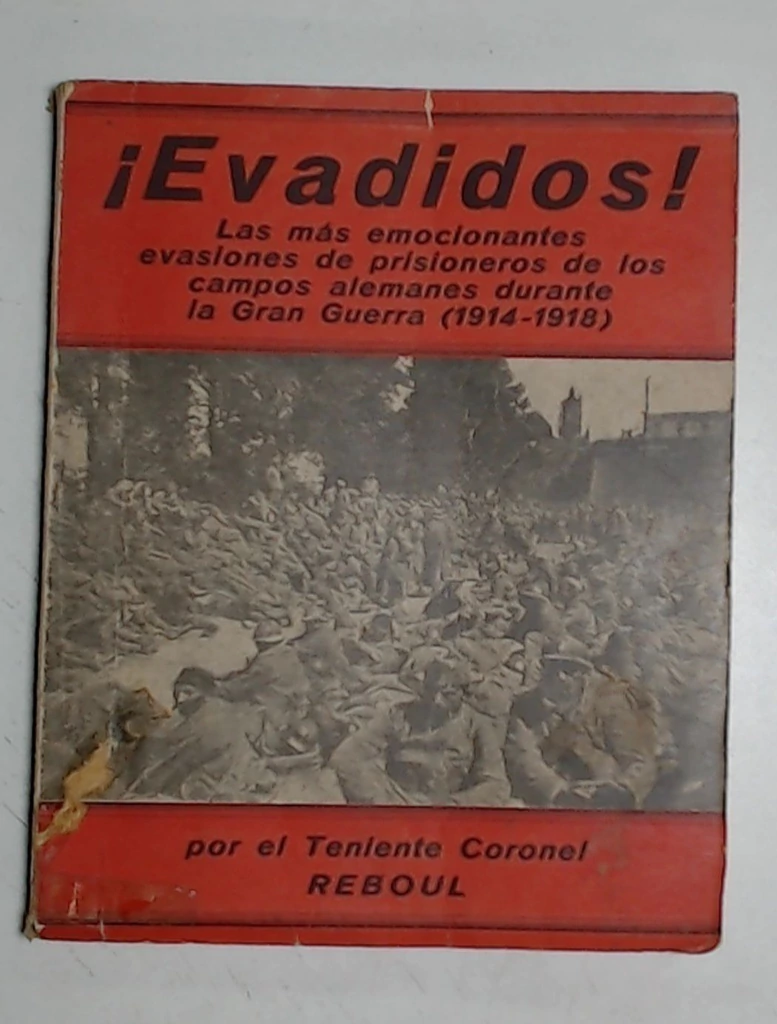 ¡Evadidos!
Las más emocionantes
evasiones de prisioneros de los
campos alemanes durante
la Gran Guerra (1914-1918)
por el Teniente Coronel
REBOUL